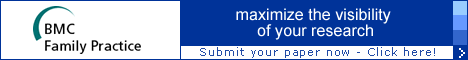 BMC
Family Practice
maximize the visibility
of your research
Submit your paper now - Click here!